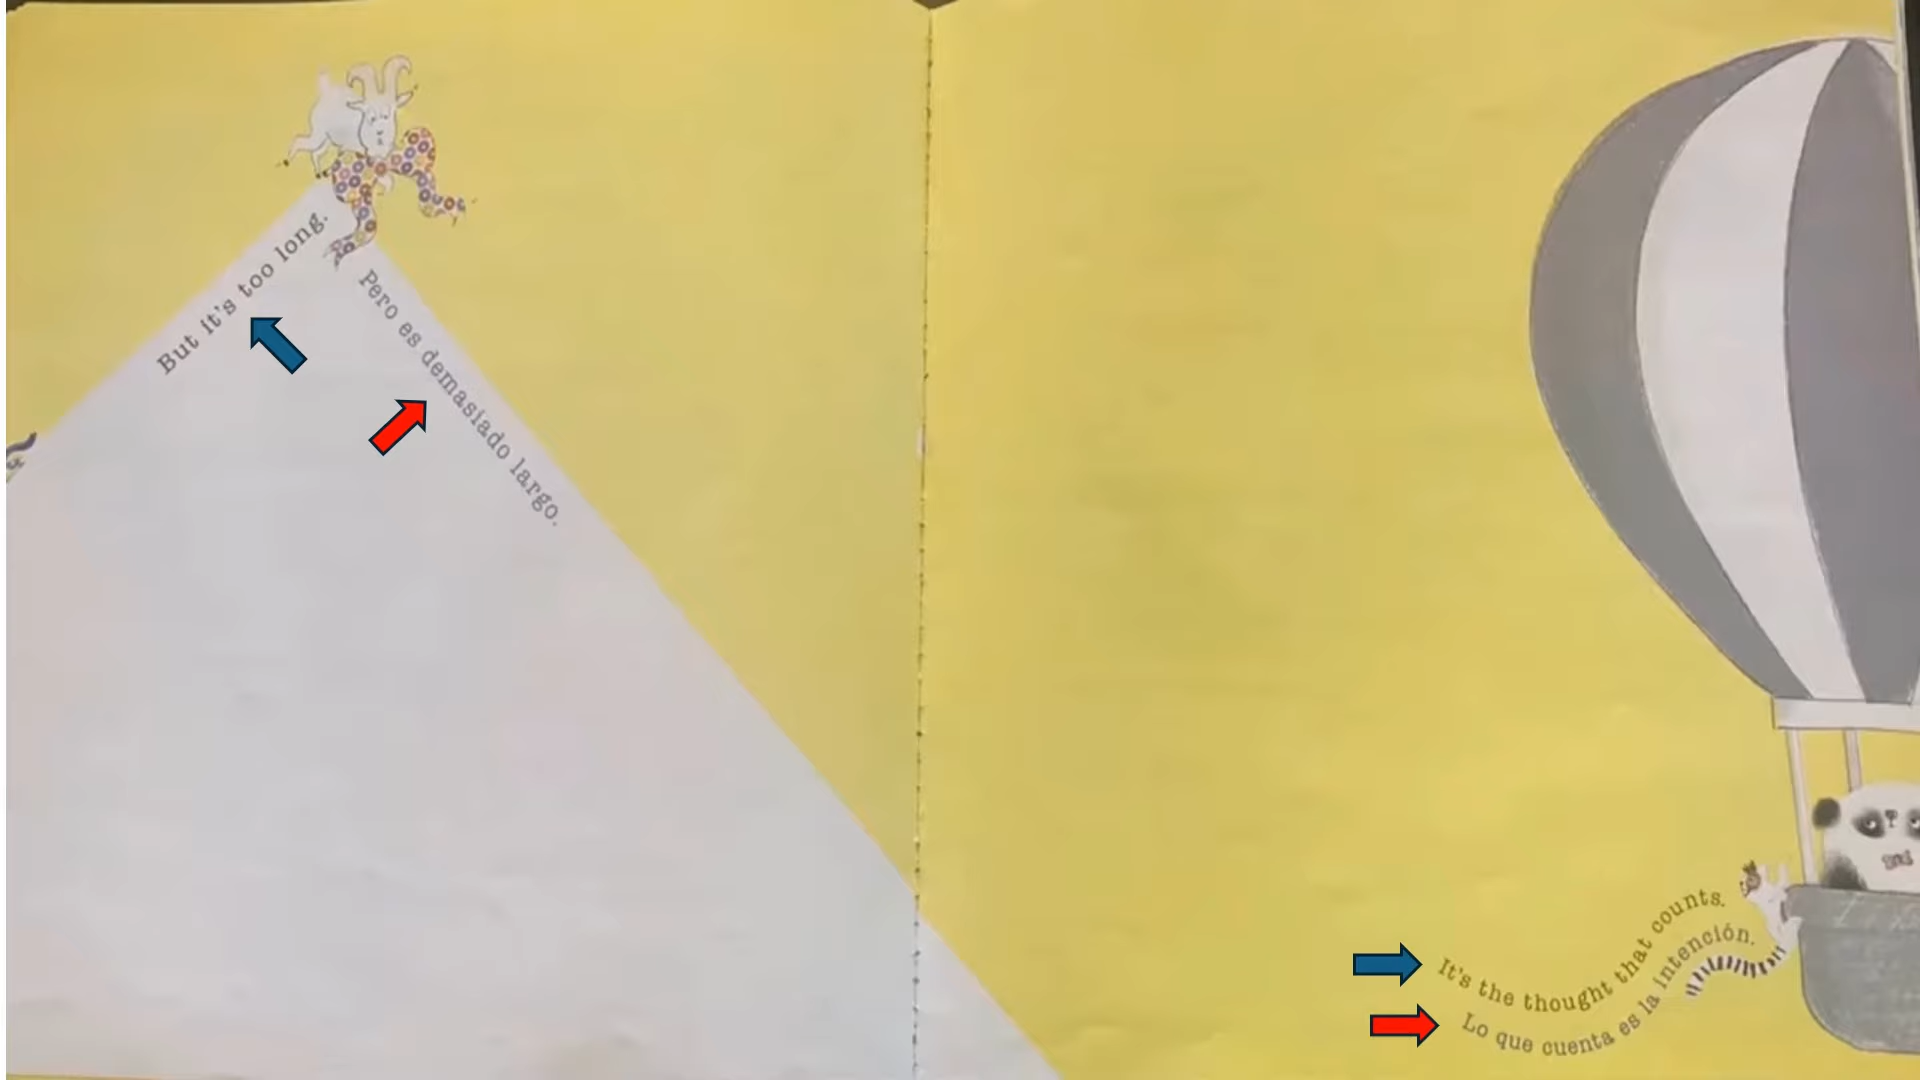 But it's too long.
Pero es demasiado largo.
It's the thought that counts.
Lo que cuenta es la intención.